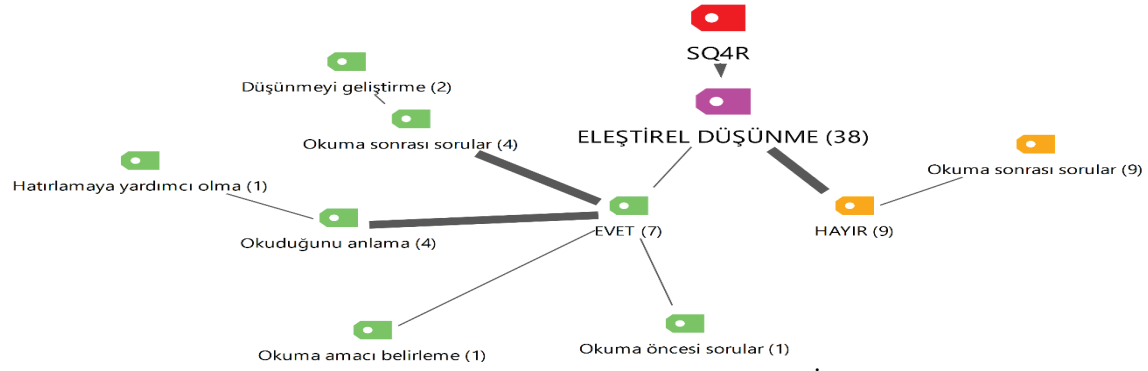 SQ4R
Düşünmeyi geliştirme (2)
ELEŞTİREL DÜŞÜNME (38)
Okuma sonrası sorular (4)
Okuma sonrası sorular (9)
Hatırlamaya yardımcı olma (1)
EVET (7)
HAYIR (9)
Okuduğunu anlama (4)
Okuma öncesi sorular (1)
Okuma amacı belirleme (1)